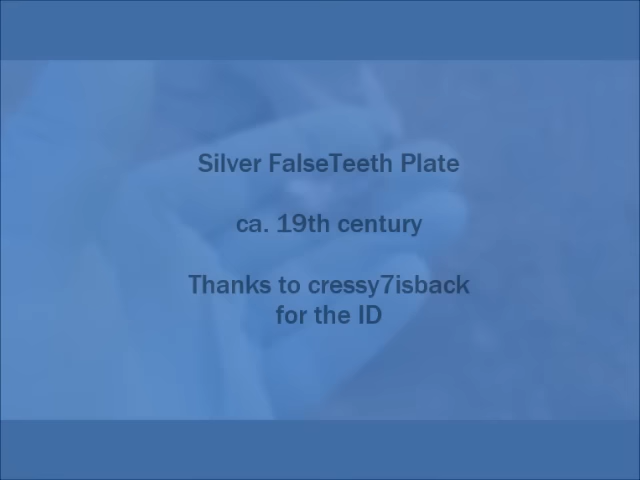 Silver FalseTeeth Plate
ca. 19th century
Thanks to cressy7isback
for the ID